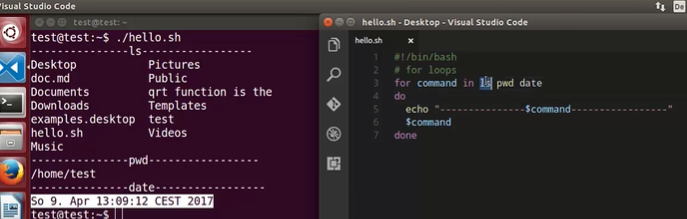 Visual Studio Code
De
test@test: ~
test@test:~$ ./hello.sh
---------------ls-----------------
Desktop Pictures
doc.md Public
Documents qrt function is the
Downloads Templates
examples.desktop test
hello.sh Videos
Music
---------------pwd----------------
/home/test
---------------date-----------------
So 9. Apr 13:09:12 CEST 2017
test@test:~$
hello.sh - Desktop - Visual Studio Code
hello.sh
1 #!/bin/bash
2 # for loops
3 for command in ls pwd date
4 do
5 echo "---------------$command-----------------"
6 $command
7 done